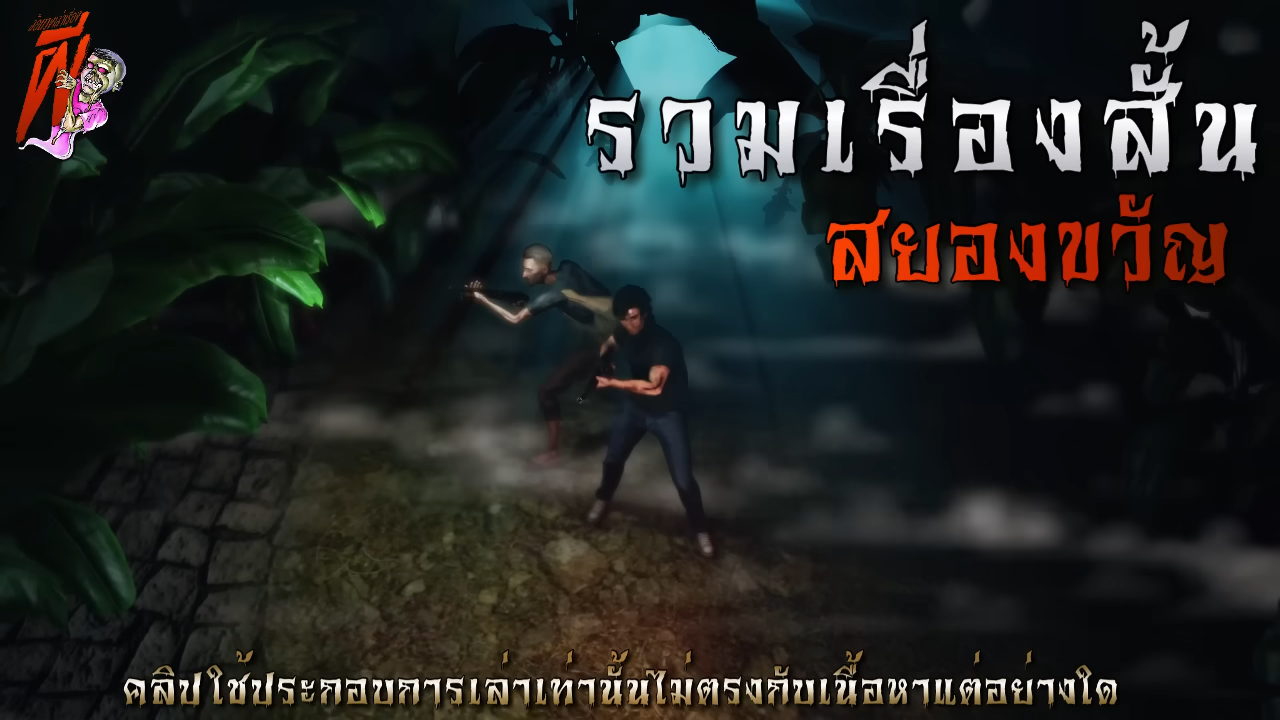 ผี
รวมเรื่องสั้น
สยองขวัญ
คลิปใช้ประกอบการเล่าเท่านั้นไม่ตรงกับเนื้อหาแต่อย่างใด